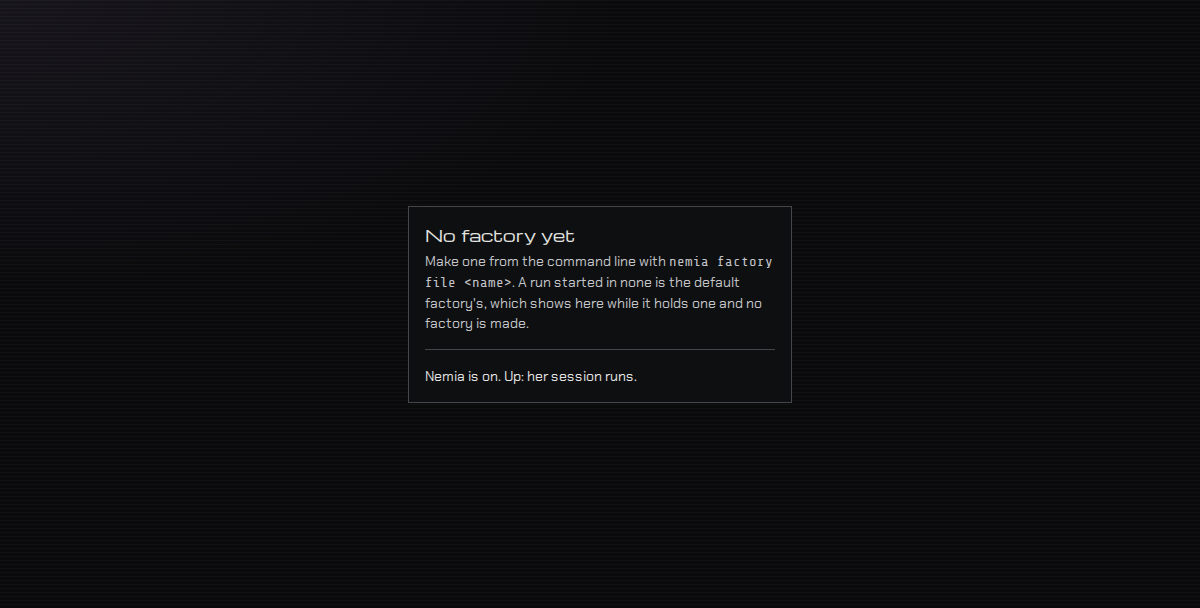 No factory yet
Make one from the command line with nemia factory
file <name>. A run started in none is the default
factory's, which shows here while it holds one and no
factory is made.
Nemia is on. Up: her session runs.